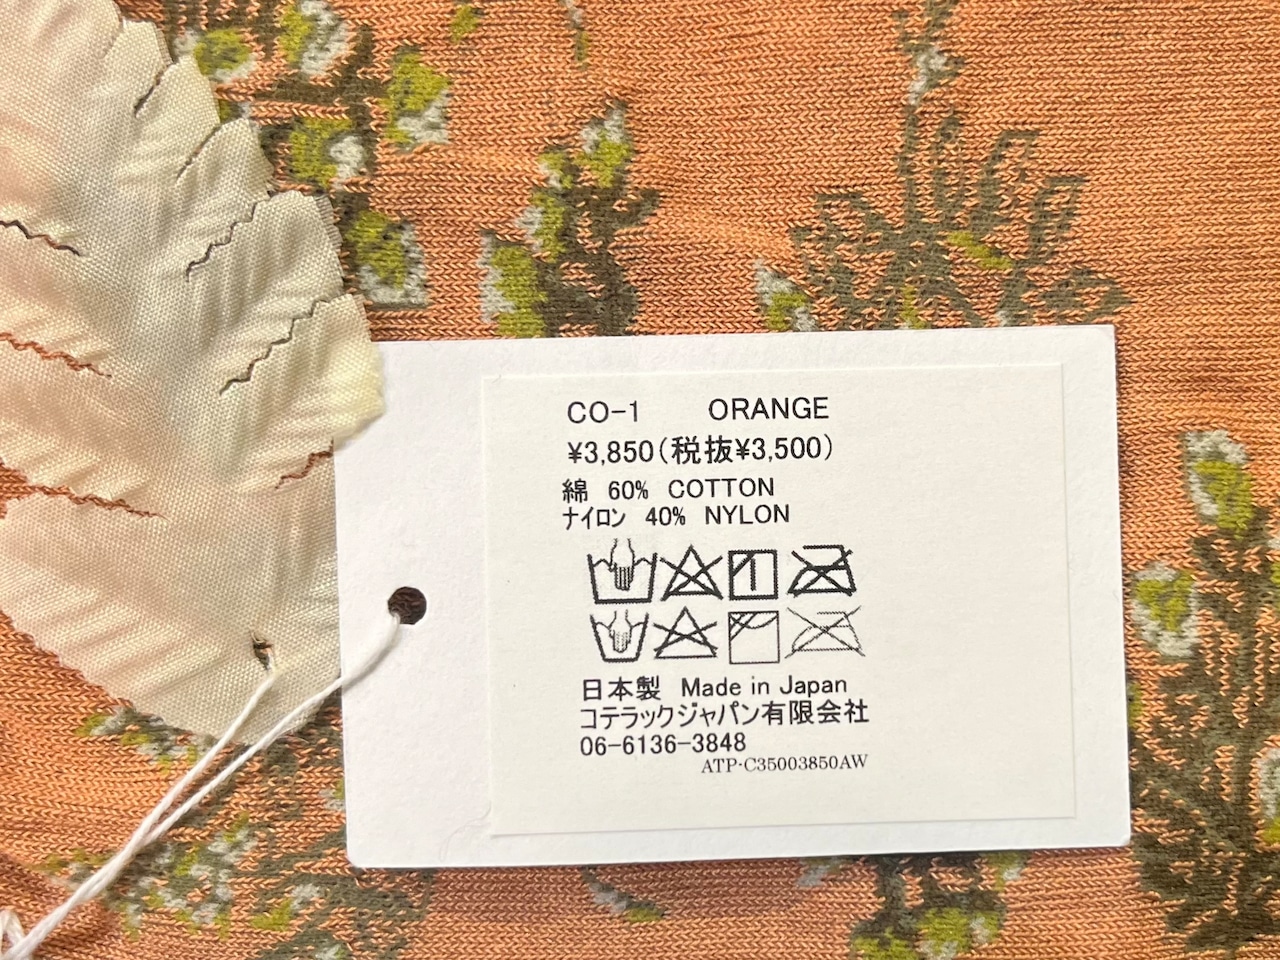 CO-1 ORANGE
¥3,850(税抜¥3,500)
綿 60% COTTON
ナイロン 40% NYLON
日本製 Made in Japan
コテラックジャパン有限会社
06-6136-3848
ATP-C35003850AW